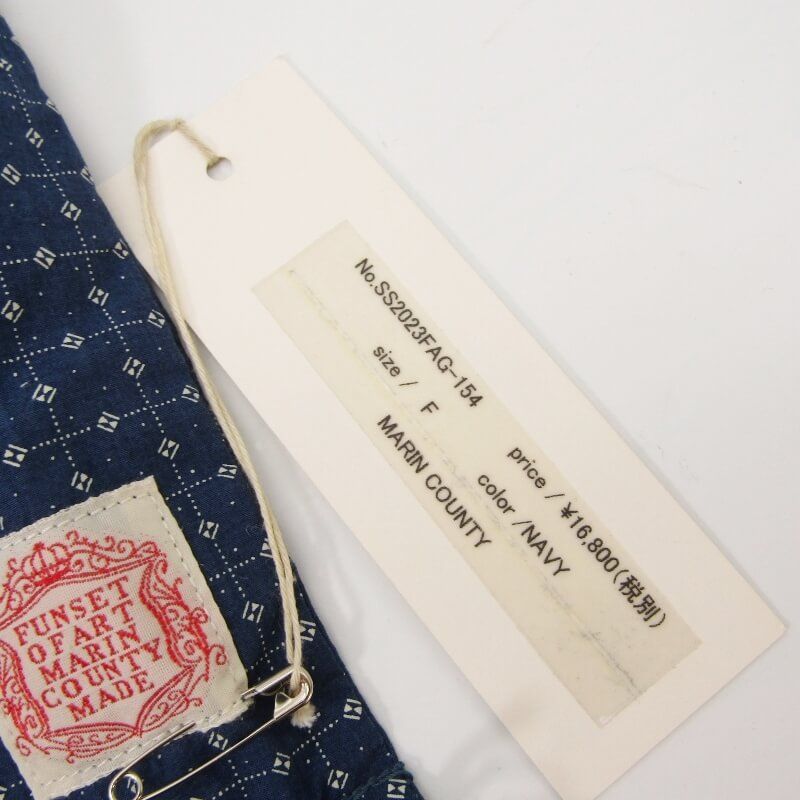 No.SS2023FAG-154
price / ¥16,800(税別)
size / F
color /NAVY
MARIN COUNTY
FUNSET
OF ART
MARIN
COUNTY
MADE